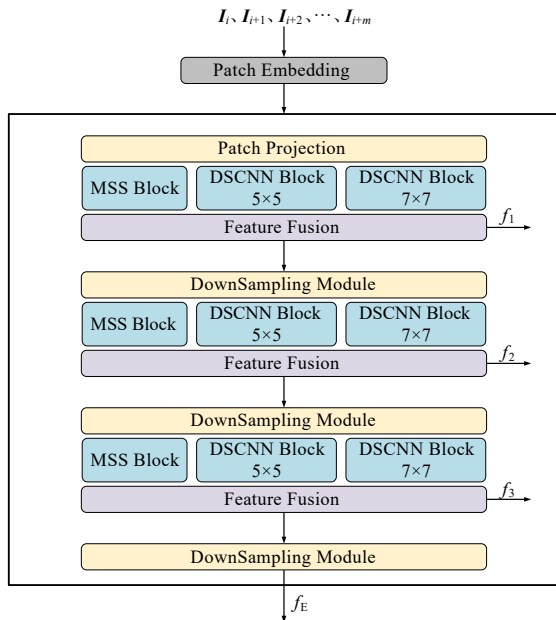 I_i、I_{i+1}、I_{i+2}、⋯、I_{i+m}
Patch Embedding
Patch Projection
MSS Block
DSCNN Block
5×5
DSCNN Block
7×7
Feature Fusion
f_1
DownSampling Module
MSS Block
DSCNN Block
5×5
DSCNN Block
7×7
Feature Fusion
f_2
DownSampling Module
MSS Block
DSCNN Block
5×5
DSCNN Block
7×7
Feature Fusion
f_3
DownSampling Module
f_E